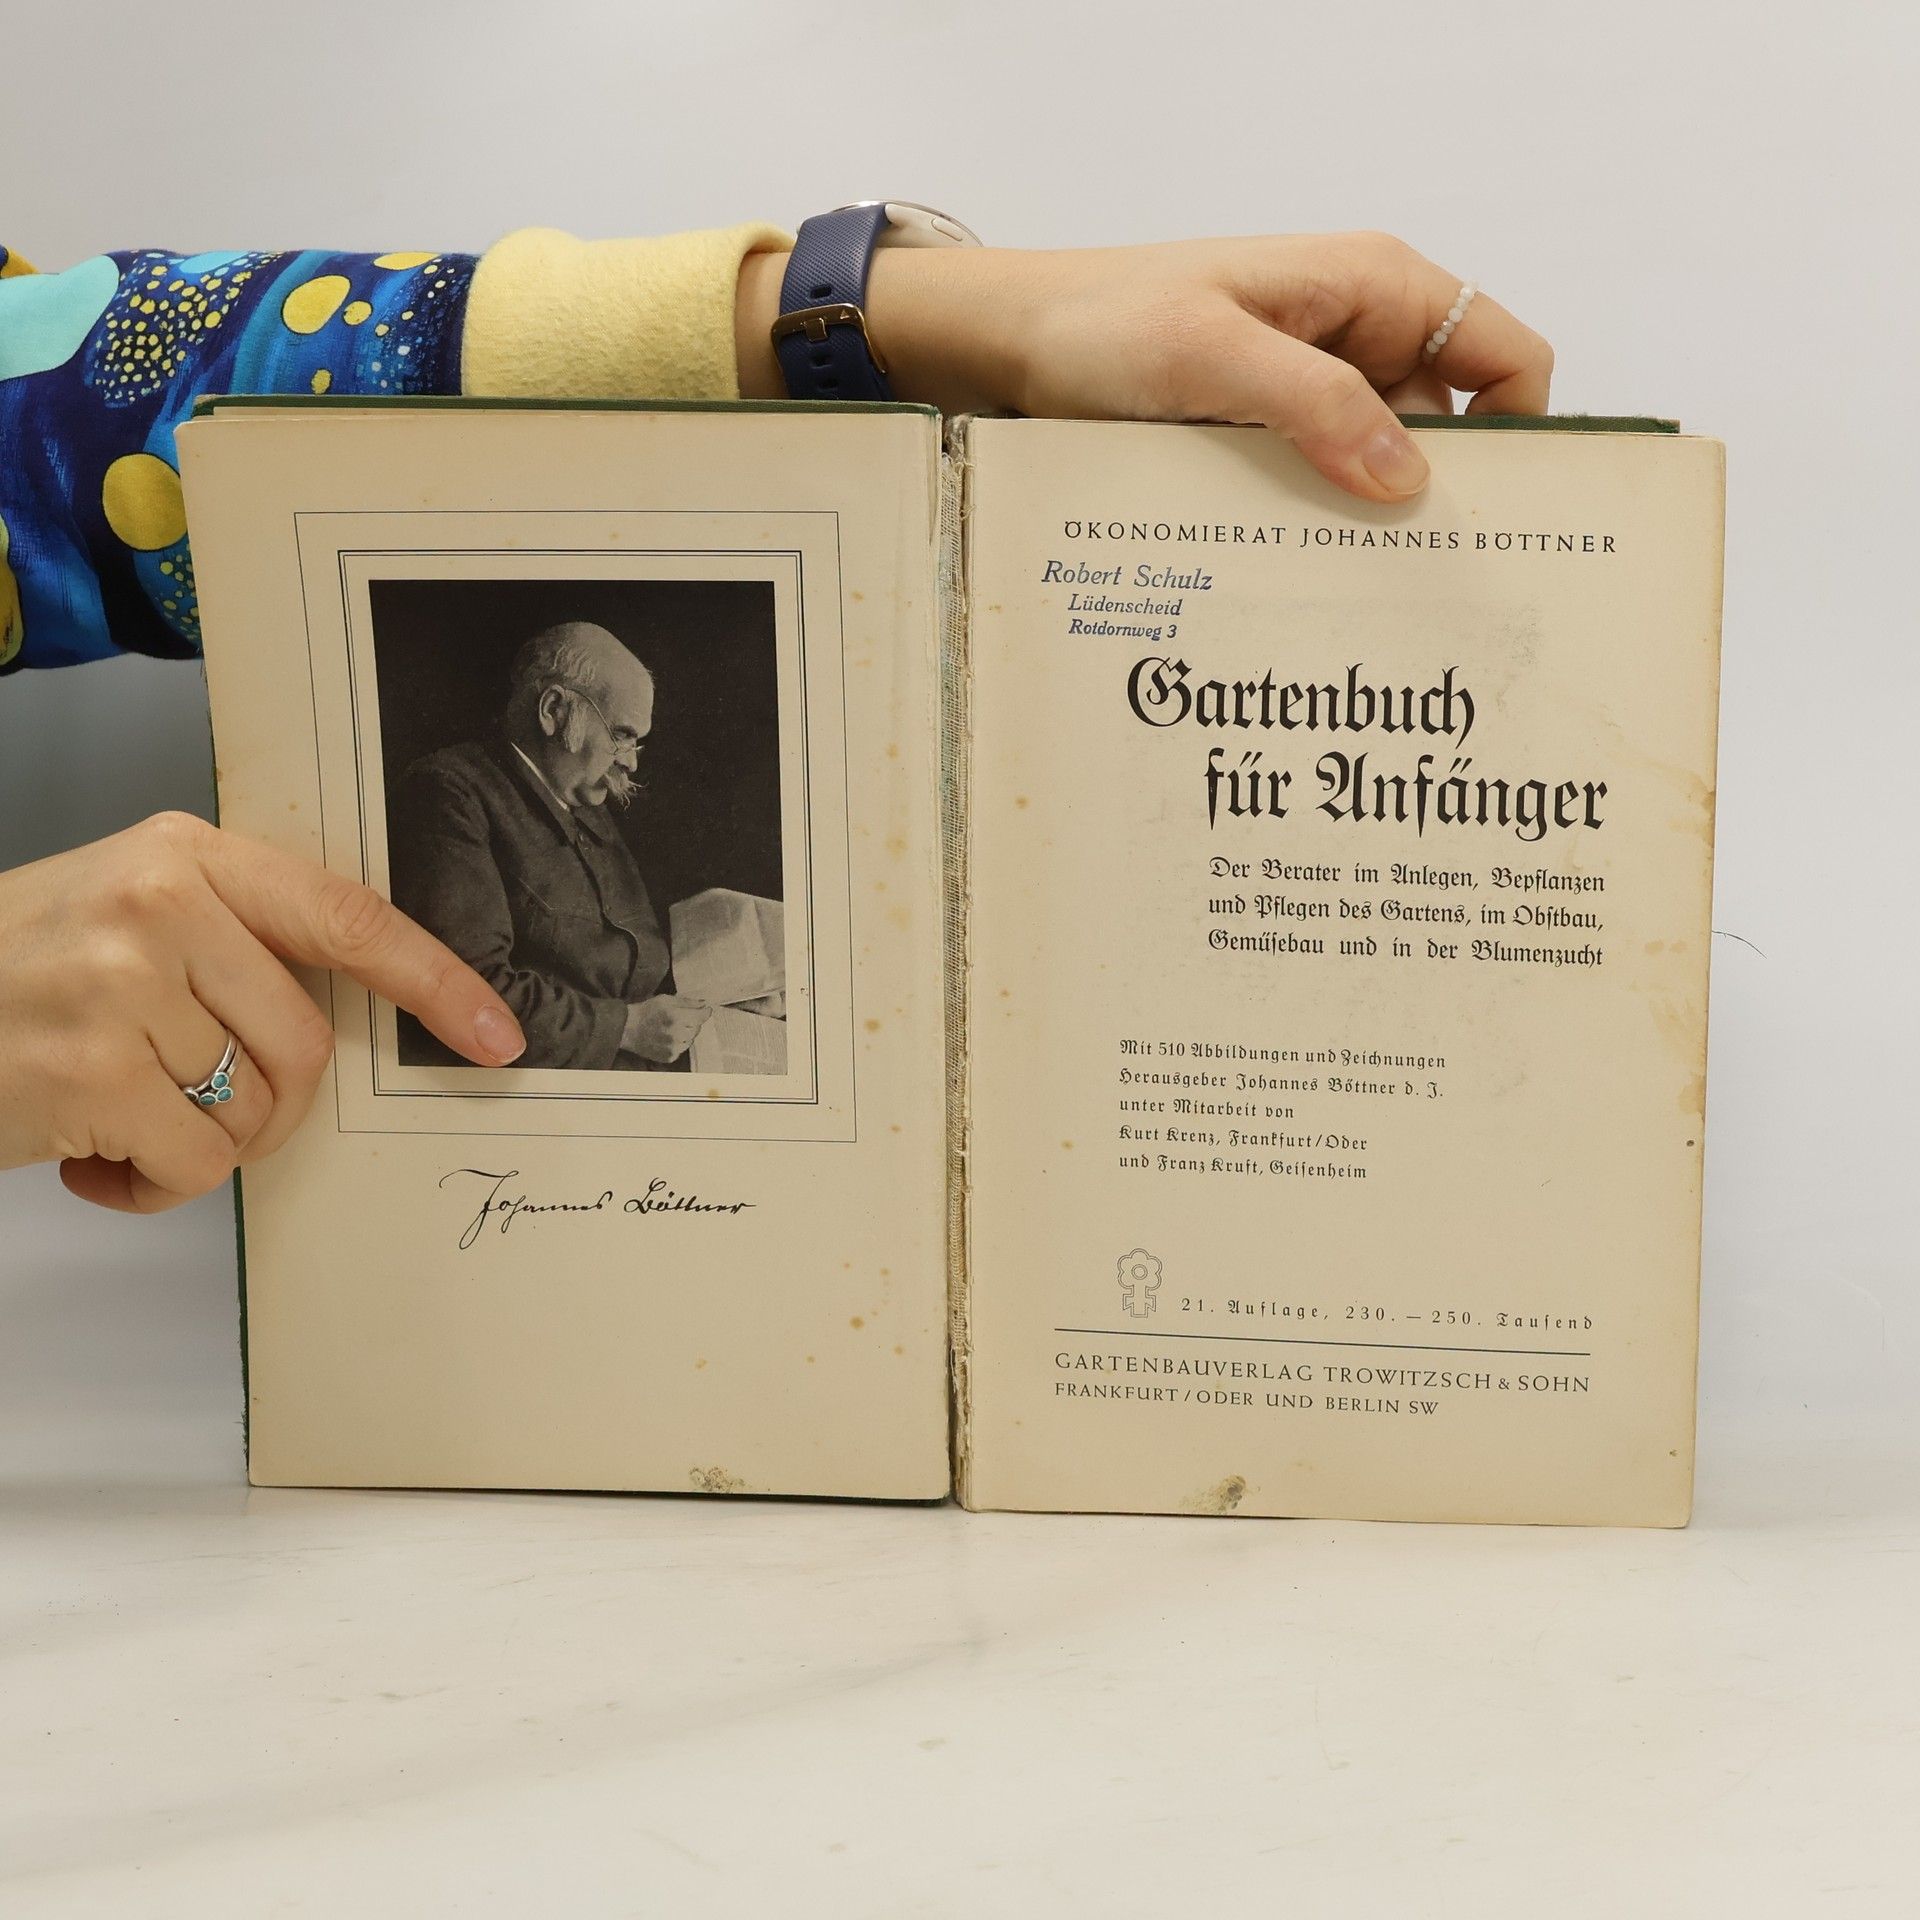 Johannes Böttner
ÖKONOMIERAT JOHANNES BÖTTNER
Robert Schulz
Lüdenscheid
Rotdornweg 3
Gartenbuch
für Anfänger
Der Berater im Anlegen, Bepflanzen
und Pflegen des Gartens, im Obstbau,
Gemüsebau und in der Blumenzucht
Mit 510 Abbildungen und Zeichnungen
Herausgeber Johannes Böttner d. J.
unter Mitarbeit von
Kurt Krenz, Frankfurt/Oder
und Franz Kruft, Geisenheim
21. Auflage, 230. — 250. Tausend
GARTENBAUVERLAG TROWITZSCH & SOHN
FRANKFURT/ODER UND BERLIN SW